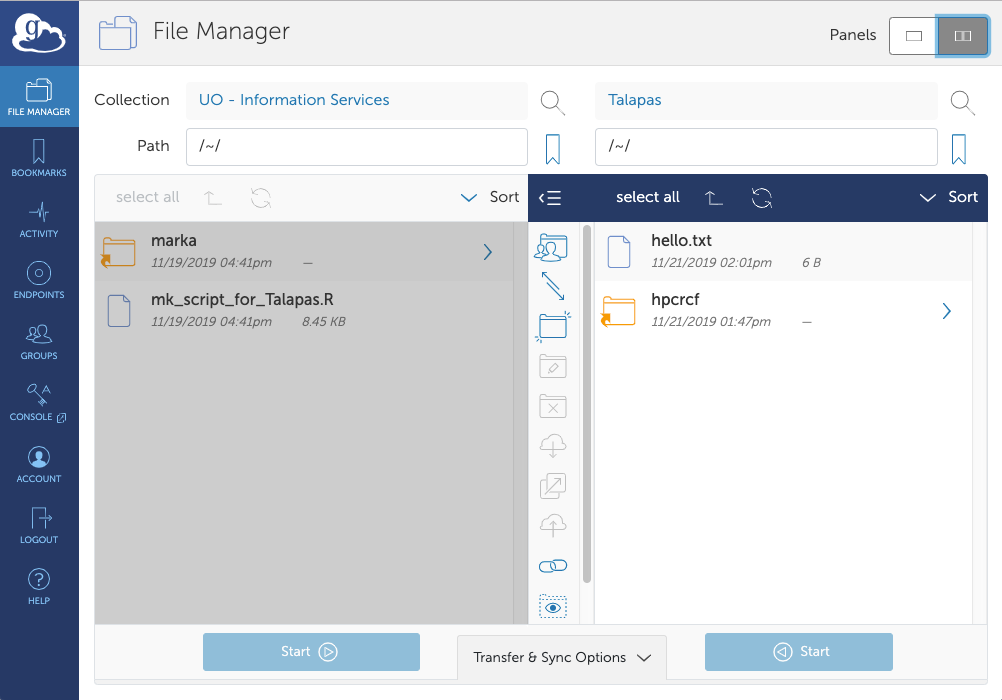 g
File Manager
Panels
FILE MANAGER
BOOKMARKS
ACTIVITY
ENDPOINTS
GROUPS
CONSOLE
ACCOUNT
LOGOUT
HELP
Collection UO - Information Services Talapas
Path /~/ /~/
select all Sort select all Sort
marka
11/19/2019 04:41pm —
mk_script_for_Talapas.R
11/19/2019 04:41pm 8.45 KB
hello.txt
11/21/2019 02:01pm 6 B
hpcrcf
11/21/2019 01:47pm —
Start Transfer & Sync Options Start